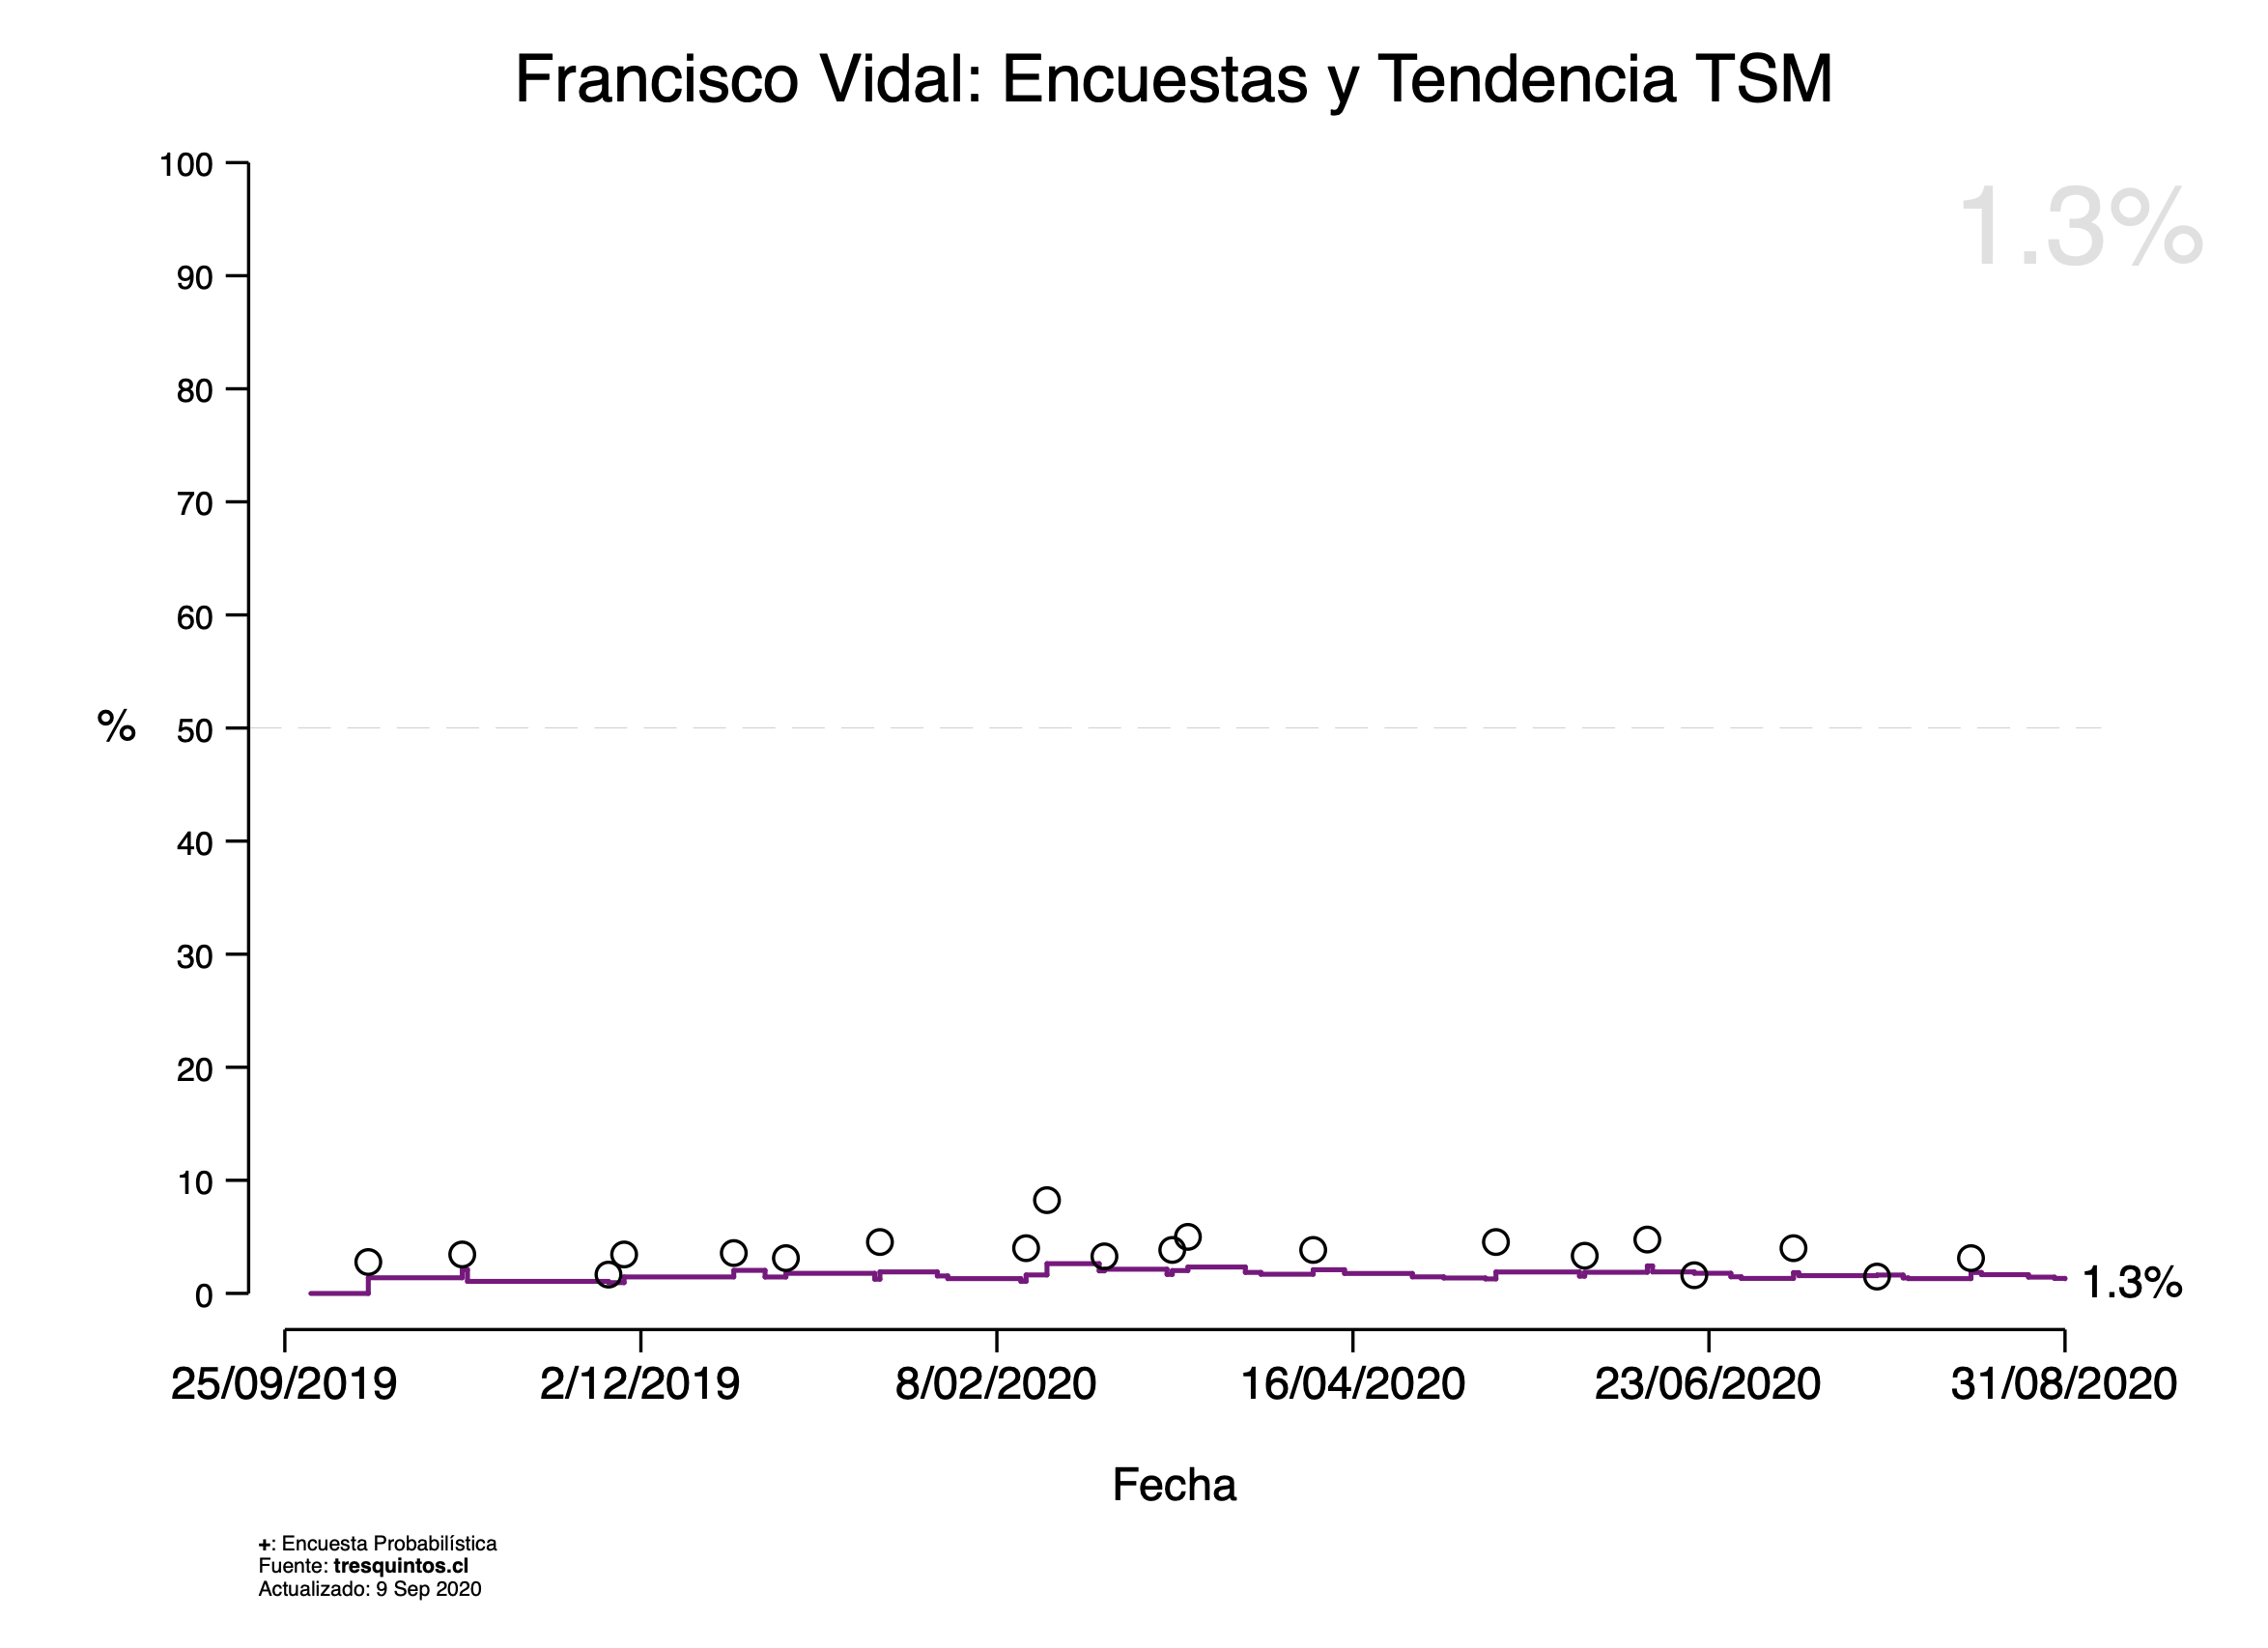 Francisco Vidal: Encuestas y Tendencia TSM
1.3%
100
90
80
70
60
50
40
30
20
10
0
%
1.3%
25/09/2019 2/12/2019 8/02/2020 16/04/2020 23/06/2020 31/08/2020
Fecha
+: Encuesta Probabilística
Fuente: tresquintos.cl
Actualizado: 9 Sep 2020